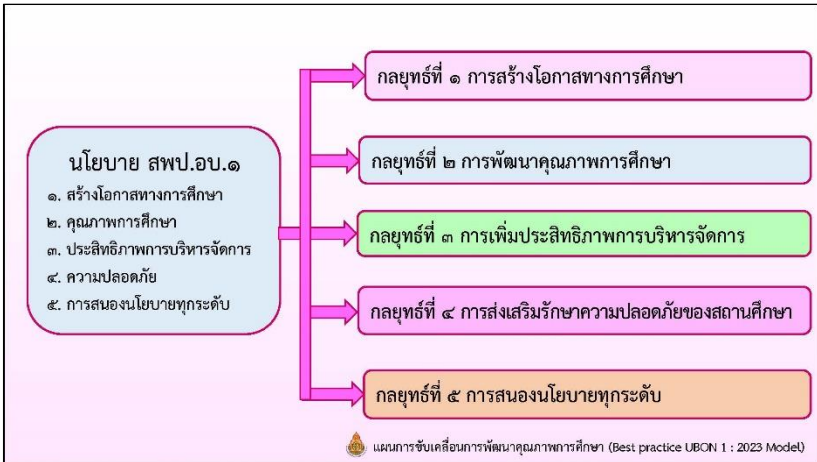 นโยบาย สพป.อบ.๑
๑. สร้างโอกาสทางการศึกษา
๒. คุณภาพการศึกษา
๓. ประสิทธิภาพการบริหารจัดการ
๔. ความปลอดภัย
๕. การสนองนโยบายทุกระดับ
กลยุทธ์ที่ ๑ การสร้างโอกาสทางการศึกษา
กลยุทธ์ที่ ๒ การพัฒนาคุณภาพการศึกษา
กลยุทธ์ที่ ๓ การเพิ่มประสิทธิภาพการบริหารจัดการ
กลยุทธ์ที่ ๔ การส่งเสริมรักษาความปลอดภัยของสถานศึกษา
กลยุทธ์ที่ ๕ การสนองนโยบายทุกระดับ
แผนการขับเคลื่อนการพัฒนาคุณภาพการศึกษา (Best practice UBON 1 : 2023 Model)